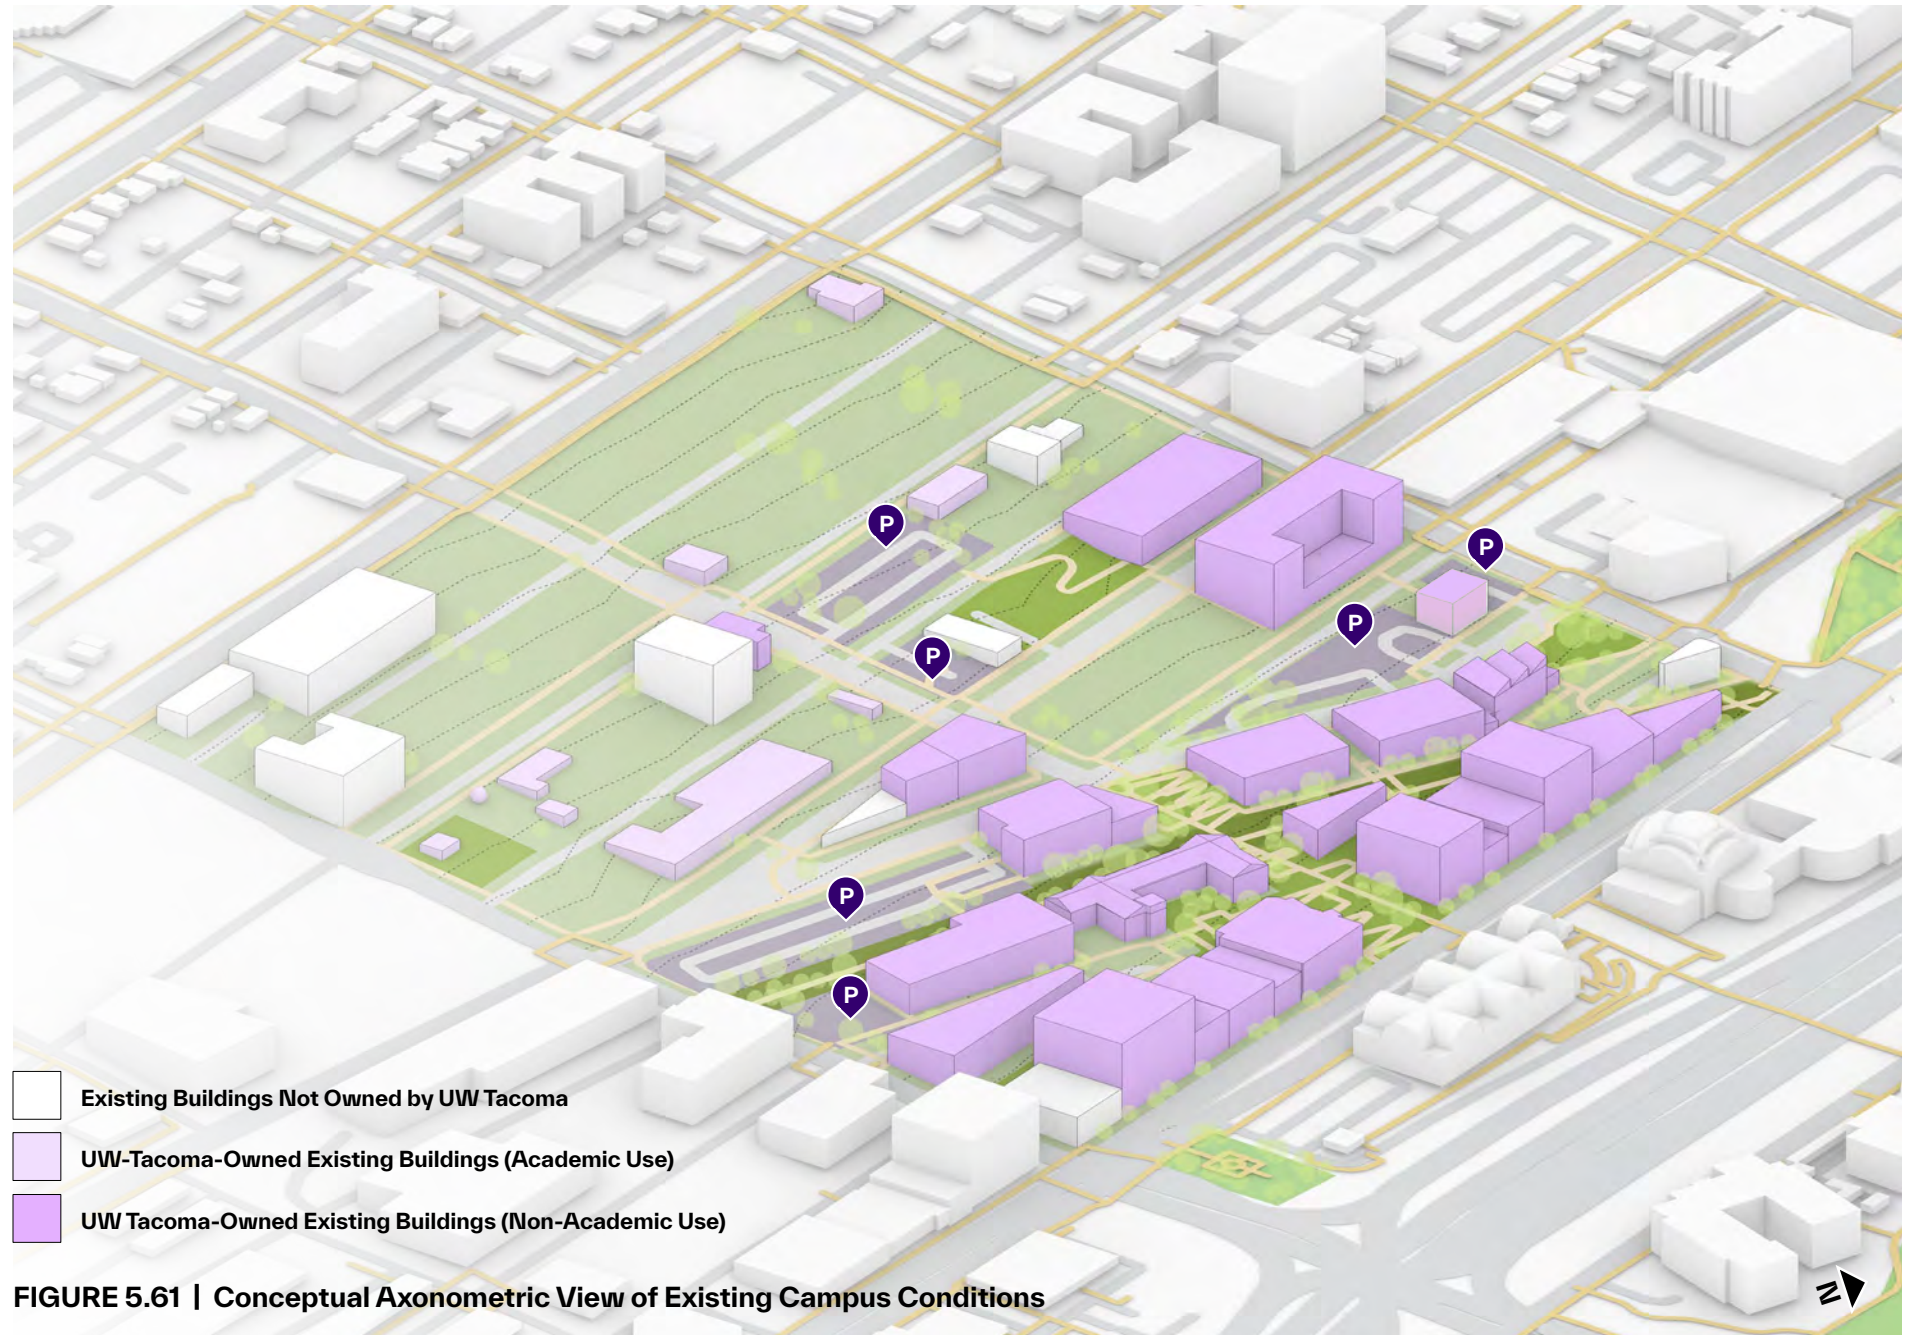 P
P
P
P
P
P
Existing Buildings Not Owned by UW Tacoma
UW-Tacoma-Owned Existing Buildings (Academic Use)
UW Tacoma-Owned Existing Buildings (Non-Academic Use)
FIGURE 5.61 | Conceptual Axonometric View of Existing Campus Conditions
N